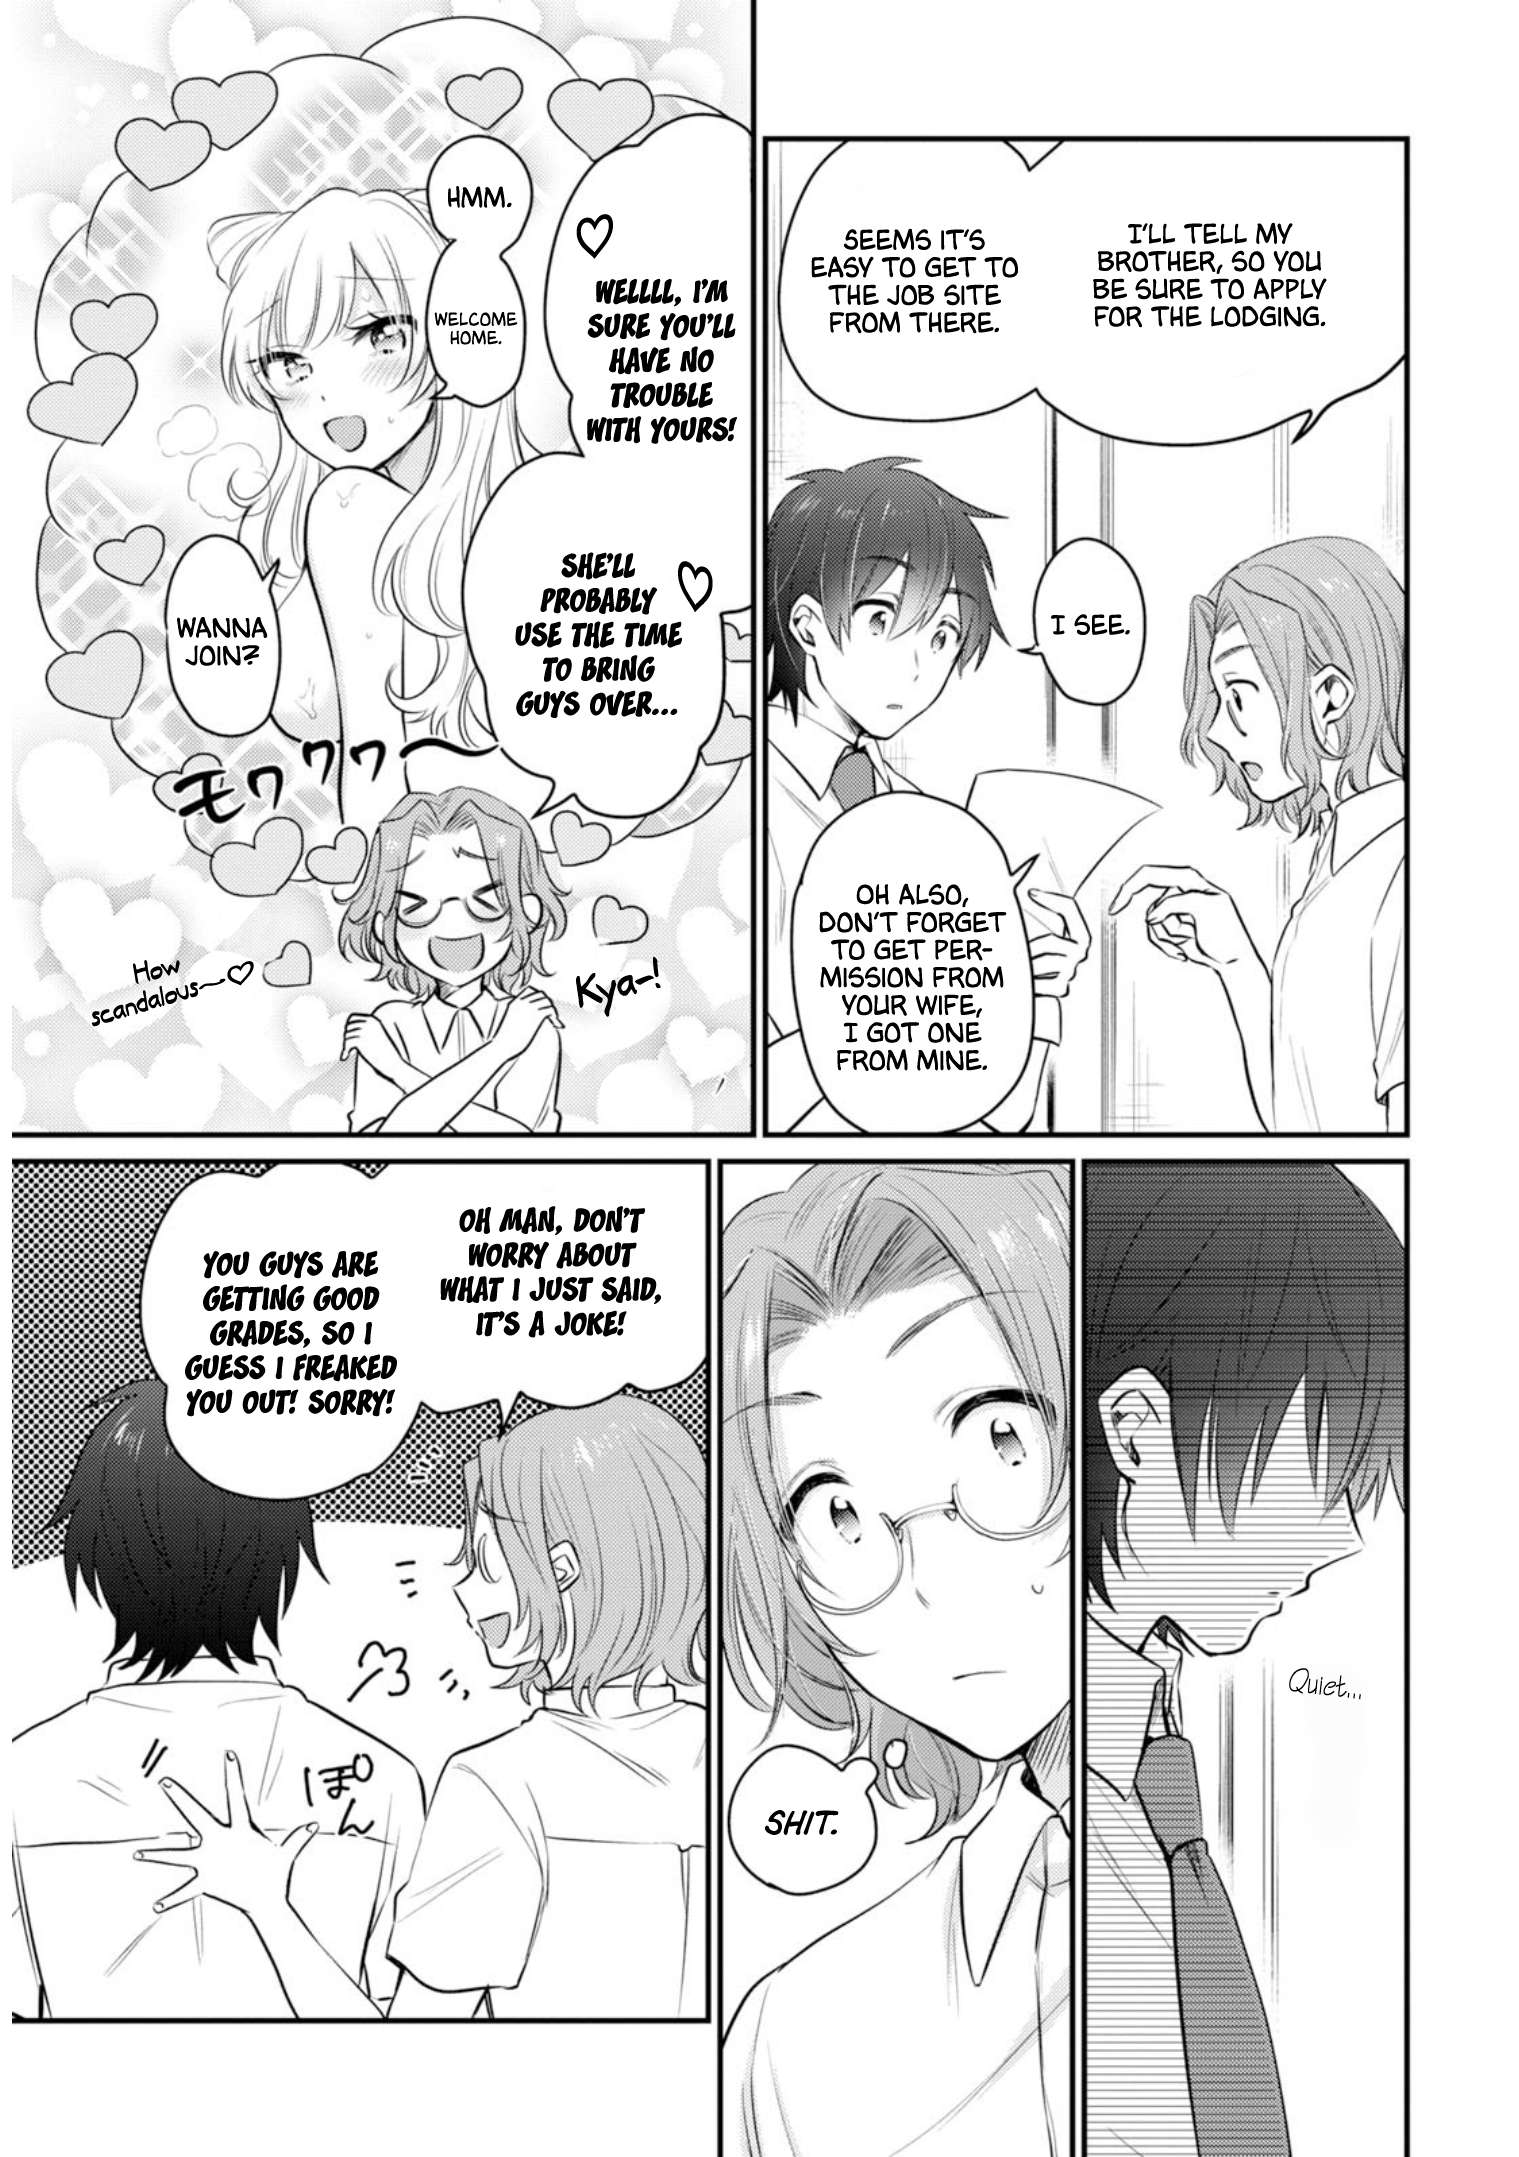 I'LL TELL MY
BROTHER, SO YOU
BE SURE TO APPLY
FOR THE LODGING.
SEEMS IT'S
EASY TO GET TO
THE JOB SITE
FROM THERE.
I SEE.
OH ALSO,
DON'T FORGET
TO GET PER-
MISSION FROM
YOUR WIFE,
I GOT ONE
FROM MINE.
WELLLL, I'M
SURE YOU'LL
HAVE NO
TROUBLE
WITH YOURS!
SHE'LL
PROBABLY
USE THE TIME
TO BRING
GUYS OVER...
HMM.
WELCOME
HOME.
WANNA
JOIN?
モワワワ〜
Kya~!
How
scandalous~♡
Quiet...
SHIT.
OH MAN, DON'T
WORRY ABOUT
WHAT I JUST SAID,
IT'S A JOKE!
YOU GUYS ARE
GETTING GOOD
GRADES, SO I
GUESS I FREAKED
YOU OUT! SORRY!
ぽん